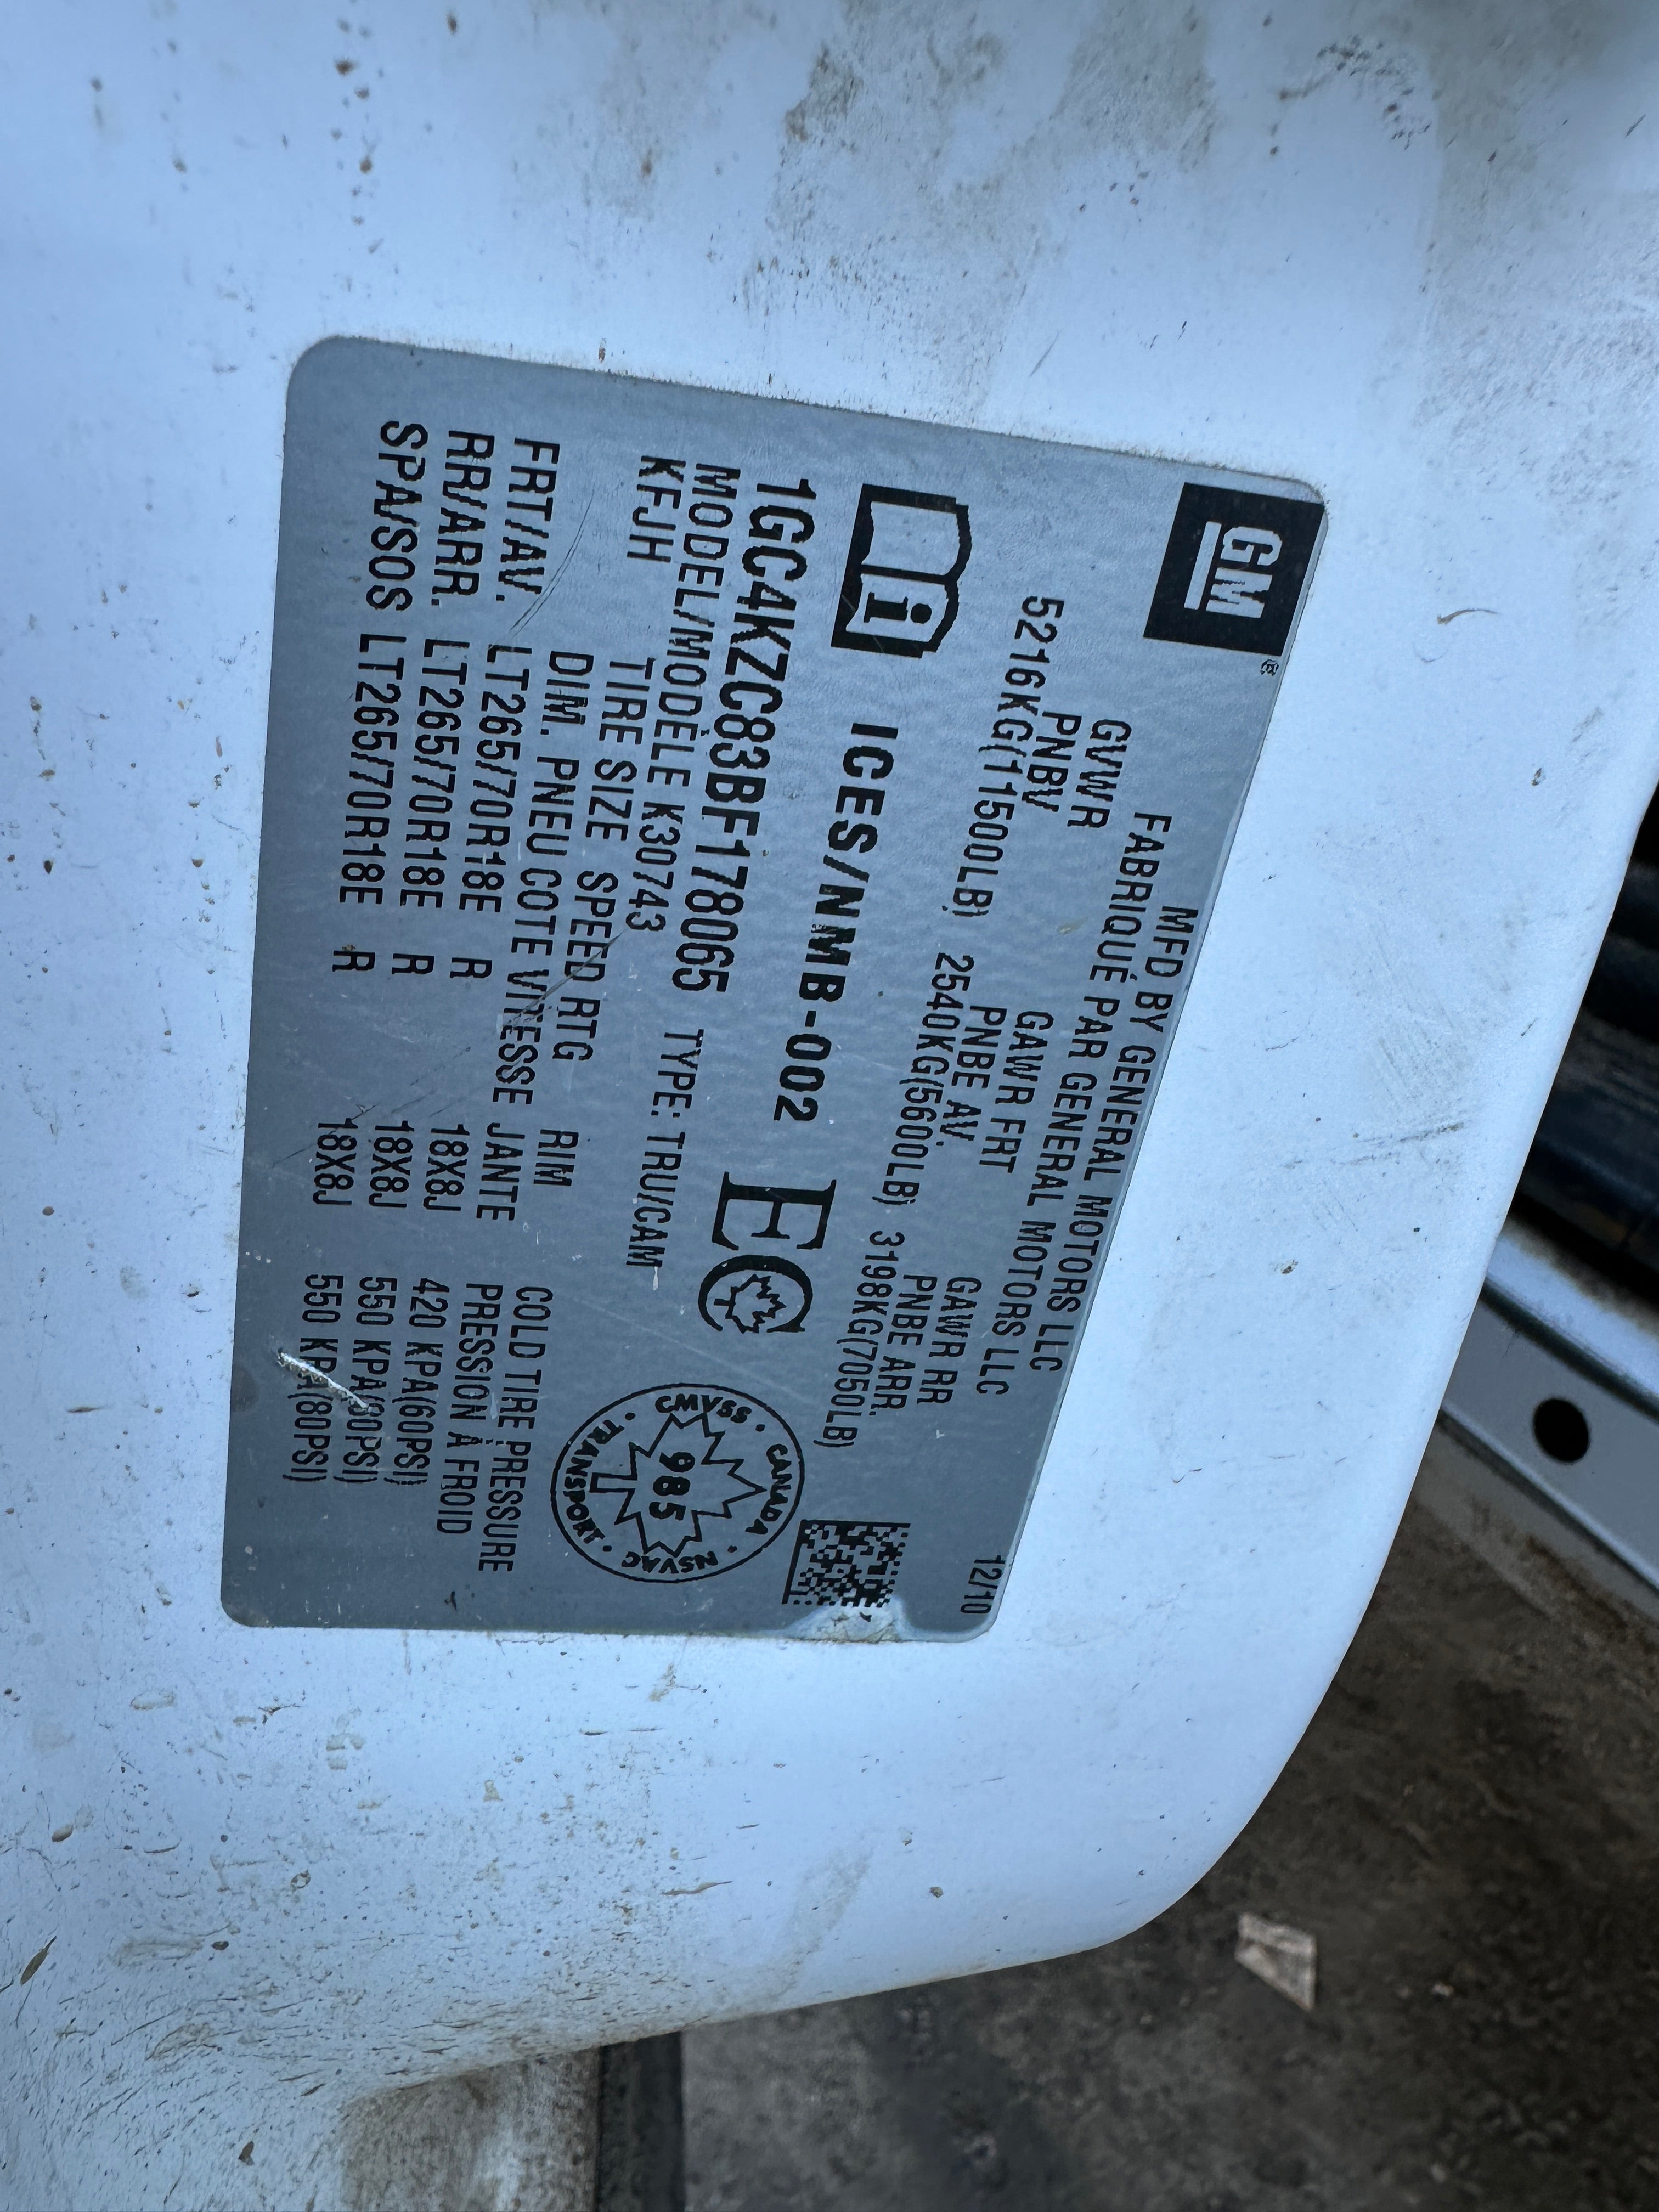 GM®
MFD BY GENERAL MOTORS LLC
FABRIQUÉ PAR GENERAL MOTORS LLC
12/10
GVWR GAWR FRT GAWR RR
PNBV PNBE AV. PNBE ARR.
5216KG(11500LB) 2540KG(5600LB) 3198KG(7050LB)
i ICES/NMB-002 EC
CANADA · NSVAC · TRANSPORT · CMVSS ·
985
1GC4KZC83BF178065 TYPE: TRU/CAM
MODEL/MODÈLE K30743
KFJH
TIRE SIZE SPEED RTG RIM COLD TIRE PRESSURE
DIM. PNEU COTE VITESSE JANTE PRESSION À FROID
FRT/AV. LT265/70R18E R 18X8J 420 KPA(60PSI)
RR/ARR. LT265/70R18E R 18X8J 550 KPA(80PSI)
SPA/SOS LT265/70R18E R 18X8J 550 KPA(80PSI)